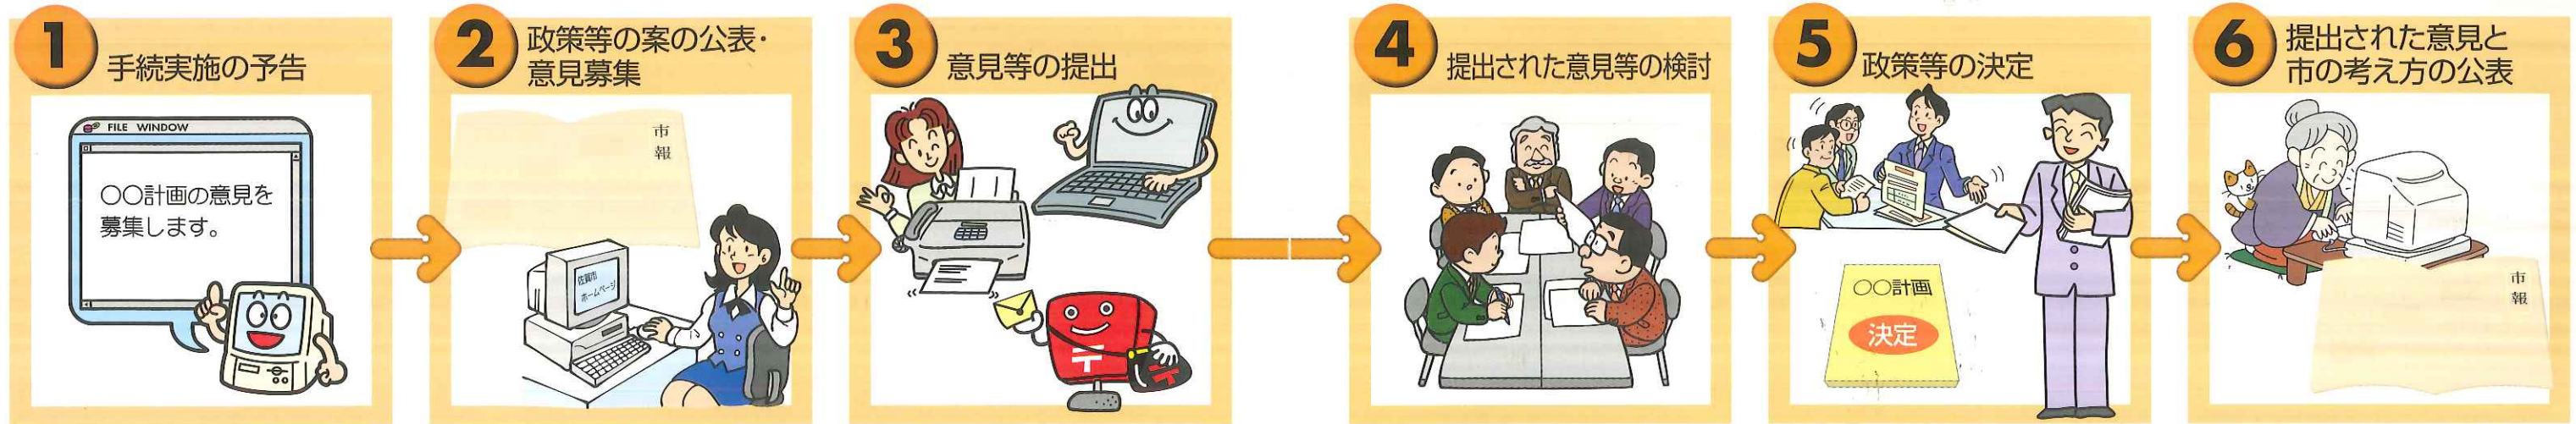 1
手続実施の予告
FILE WINDOW
○○計画の意見を
募集します。
2
政策等の案の公表・
意見募集
市報
佐賀市
ホームページ
3
意見等の提出
〒
〒
4
提出された意見等の検討
5
政策等の決定
○○計画
決定
6
提出された意見と
市の考え方の公表
市報